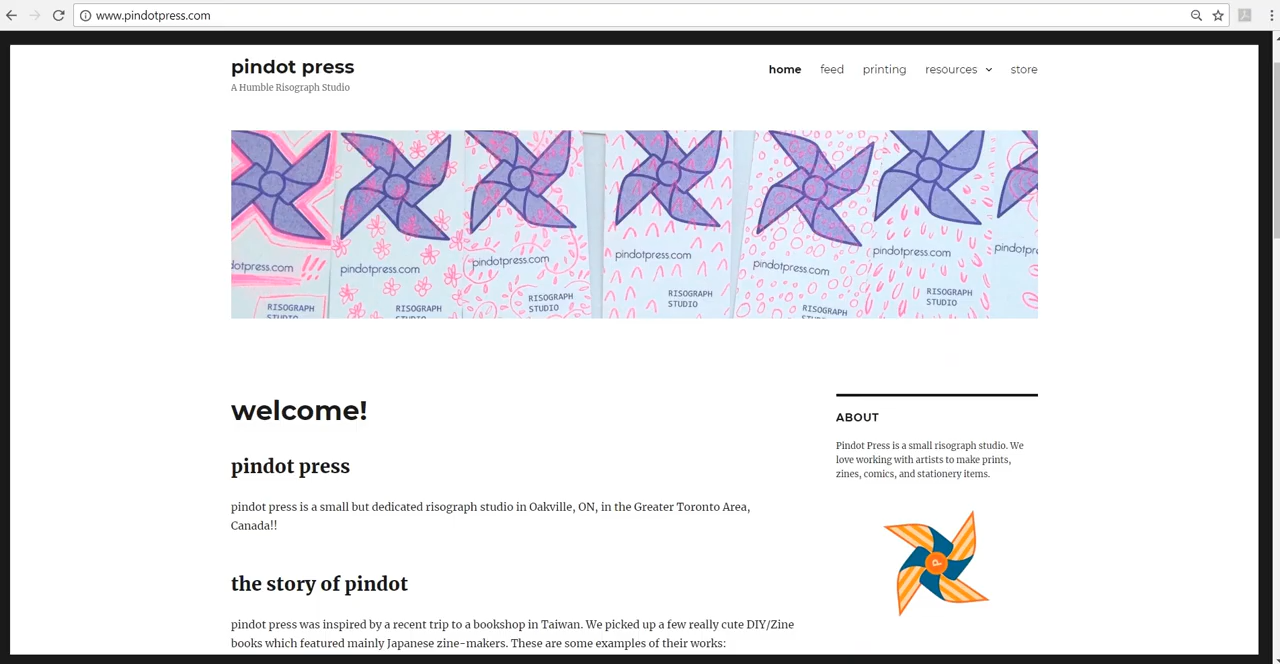 www.pindotpress.com
pindot press
A Humble Risograph Studio
home feed printing resources store
dotpress.com pindotpress.com pindotpress.com pindotpress.com pindotpress.com pindotpress.com
RISOGRAPH RISOGRAPH RISOGRAPH RISOGRAPH RISOGRAPH RISOGRAPH
STUDIO STUDIO STUDIO STUDIO STUDIO STUDIO
welcome!
pindot press
pindot press is a small but dedicated risograph studio in Oakville, ON, in the Greater Toronto Area,
Canada!!
the story of pindot
pindot press was inspired by a recent trip to a bookshop in Taiwan. We picked up a few really cute DIY/Zine
books which featured mainly Japanese zine-makers. These are some examples of their works:
ABOUT
Pindot Press is a small risograph studio. We
love working with artists to make prints,
zines, comics, and stationery items.
P